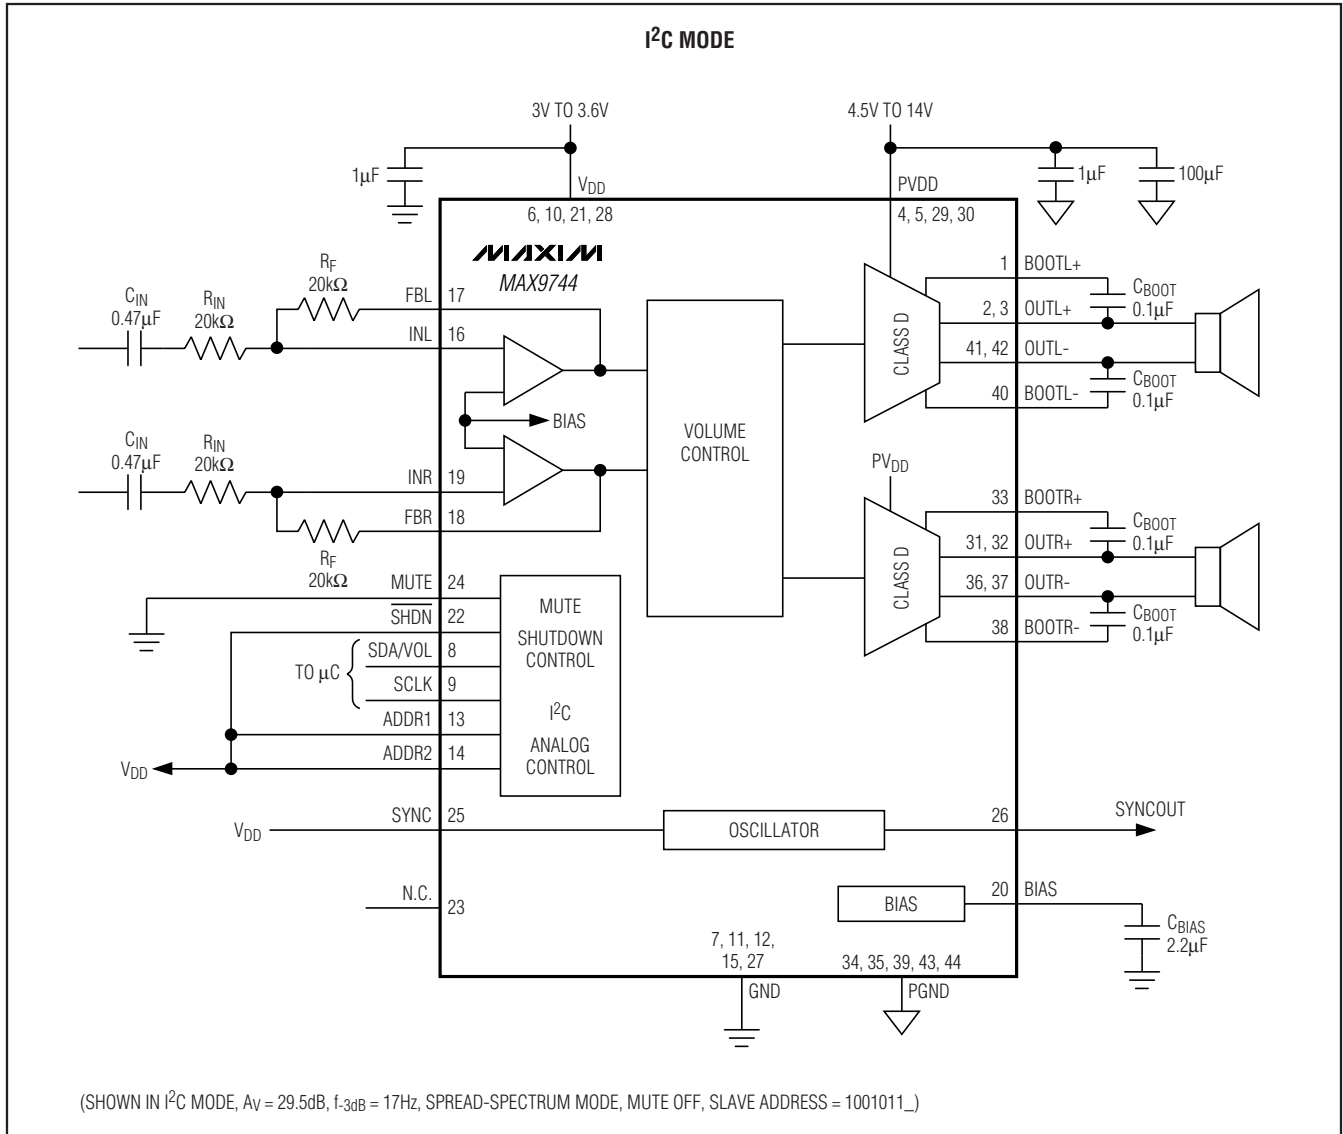 I²C MODE
3V TO 3.6V
4.5V TO 14V
1µF
VDD
PVDD
1µF
100µF
6, 10, 21, 28
4, 5, 29, 30
MAXIM
MAX9744
CIN
0.47µF
RIN
20kΩ
RF
20kΩ
FBL 17
INL 16
BIAS
CIN
0.47µF
RIN
20kΩ
INR 19
FBR 18
RF
20kΩ
VOLUME
CONTROL
CLASS D
1 BOOTL+
CBOOT
0.1µF
2, 3 OUTL+
41, 42 OUTL-
CBOOT
0.1µF
40 BOOTL-
PVDD
CLASS D
33 BOOTR+
CBOOT
0.1µF
31, 32 OUTR+
36, 37 OUTR-
CBOOT
0.1µF
38 BOOTR-
MUTE 24
SHDN 22
SDA/VOL 8
TO µC
SCLK 9
ADDR1 13
ADDR2 14
VDD
MUTE
SHUTDOWN
CONTROL
I²C
ANALOG
CONTROL
VDD
SYNC 25
OSCILLATOR
26
SYNCOUT
N.C.
23
BIAS
20 BIAS
CBIAS
2.2µF
7, 11, 12,
15, 27
GND
34, 35, 39, 43, 44
PGND
(SHOWN IN I²C MODE, AV = 29.5dB, f-3dB = 17Hz, SPREAD-SPECTRUM MODE, MUTE OFF, SLAVE ADDRESS = 1001011_)